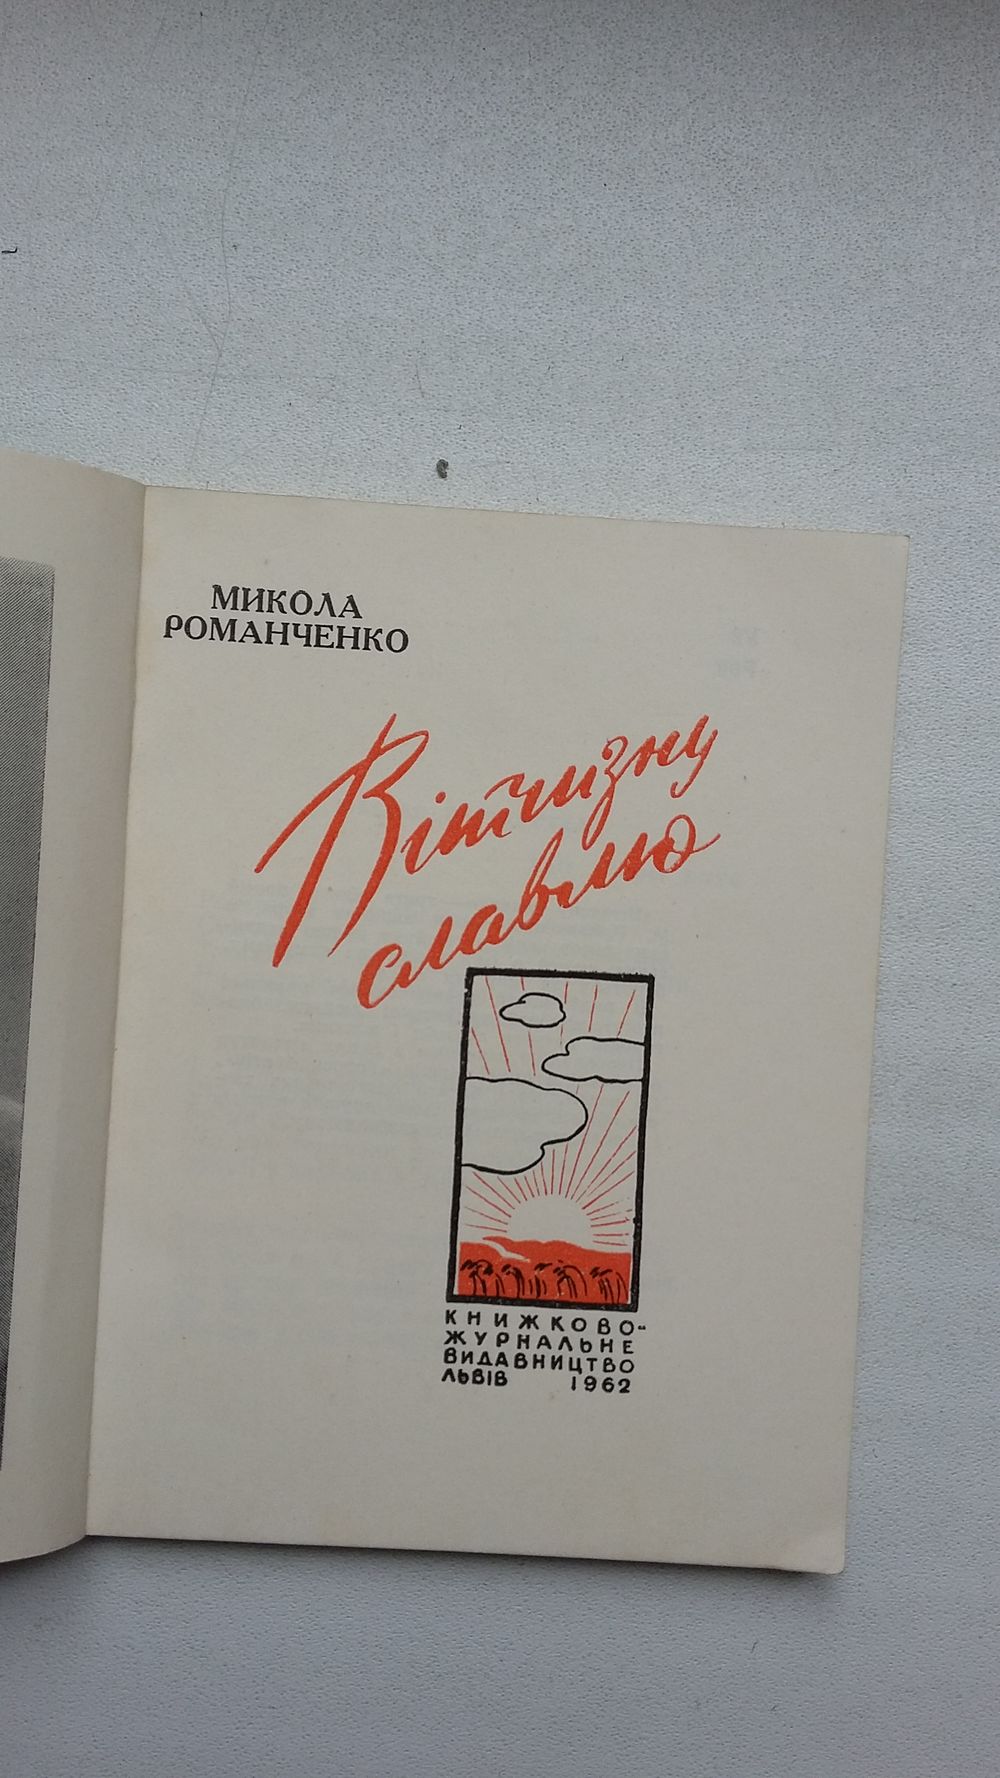 МИКОЛА
РОМАНЧЕНКО
Вітчизну
славлю
КНИЖКОВО-
ЖУРНАЛЬНЕ
ВИДАВНИЦТВО
ЛЬВІВ 1962